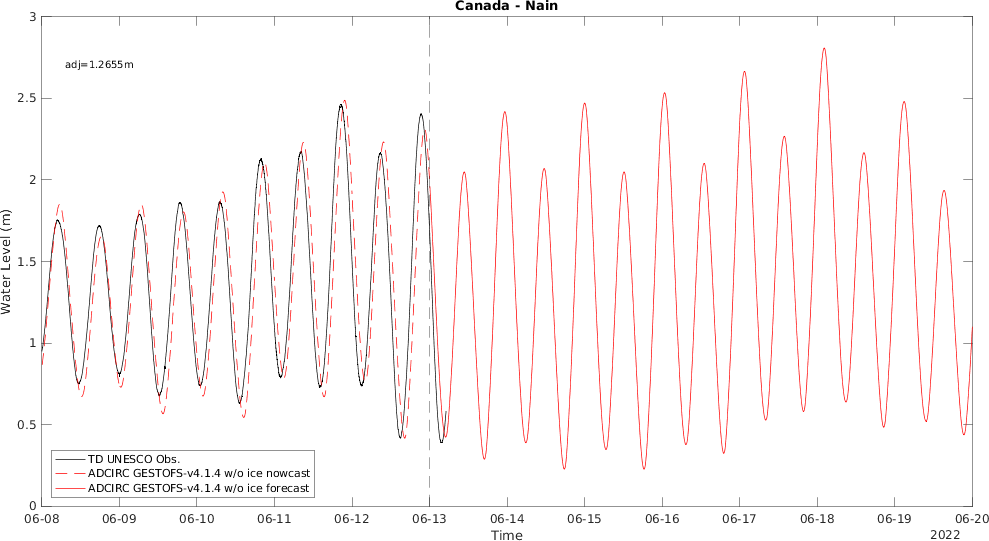 Canada - Nain
adj=1.2655m
3
2.5
2
1.5
1
0.5
0
Water Level (m)
TD UNESCO Obs.
ADCIRC GESTOFS-v4.1.4 w/o ice nowcast
ADCIRC GESTOFS-v4.1.4 w/o ice forecast
06-08 06-09 06-10 06-11 06-12 06-13 06-14 06-15 06-16 06-17 06-18 06-19 06-20
Time
2022